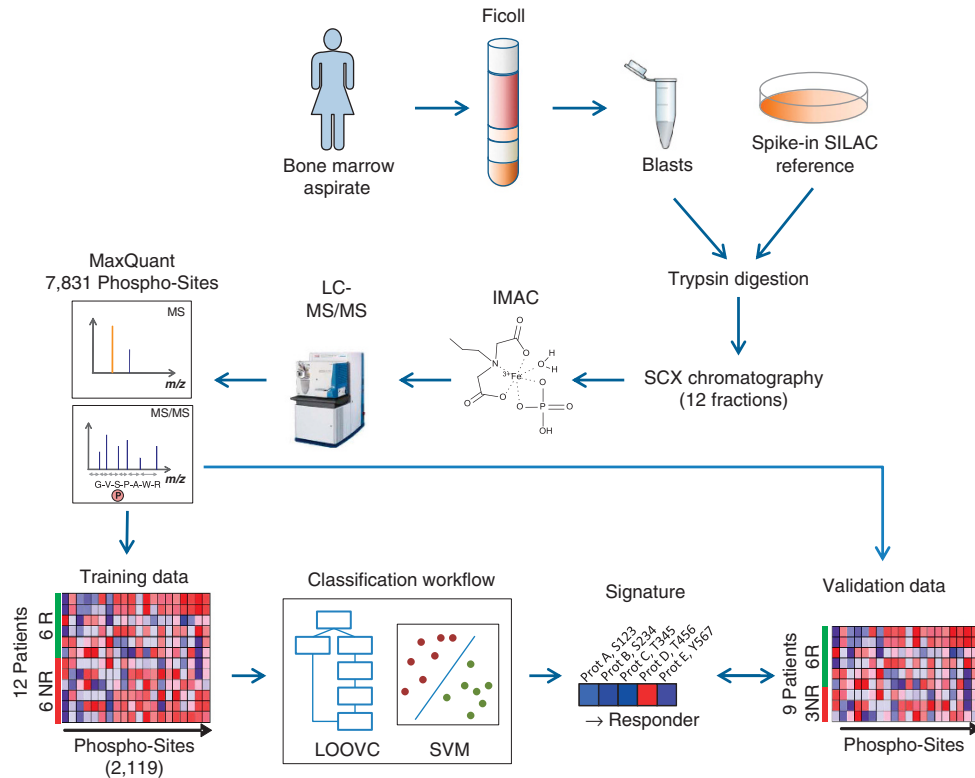 Ficoll
Bone marrow
aspirate
Blasts
Spike-in SILAC
reference
Trypsin digestion
SCX chromatography
(12 fractions)
IMAC
O
O
N
3+Fe
O
H
H
O
O
O
O
P
O
OH
LC-
MS/MS
MaxQuant
7,831 Phospho-Sites
MS
m/z
MS/MS
m/z
G-V-S-P-A-W-R
P
Training data
12 Patients
6 R
6 NR
Phospho-Sites
(2,119)
Classification workflow
LOOVC
SVM
Signature
Prot A, S123
Prot B, S234
Prot C, T345
Prot D, T456
Prot E, Y567
→ Responder
Validation data
9 Patients
6R
3NR
Phospho-Sites